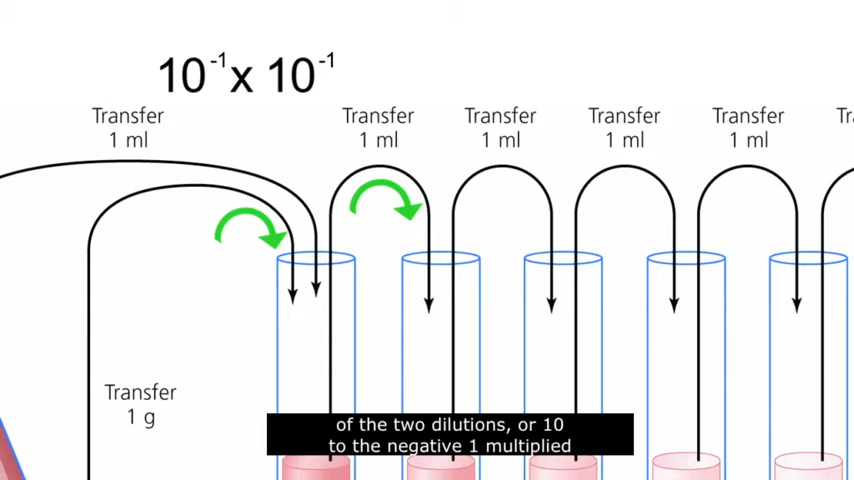 10⁻¹ x 10⁻¹
Transfer
1 ml
Transfer
1 ml
Transfer
1 ml
Transfer
1 ml
Transfer
1 ml
Transfer
1 g
of the two dilutions, or 10
to the negative 1 multiplied